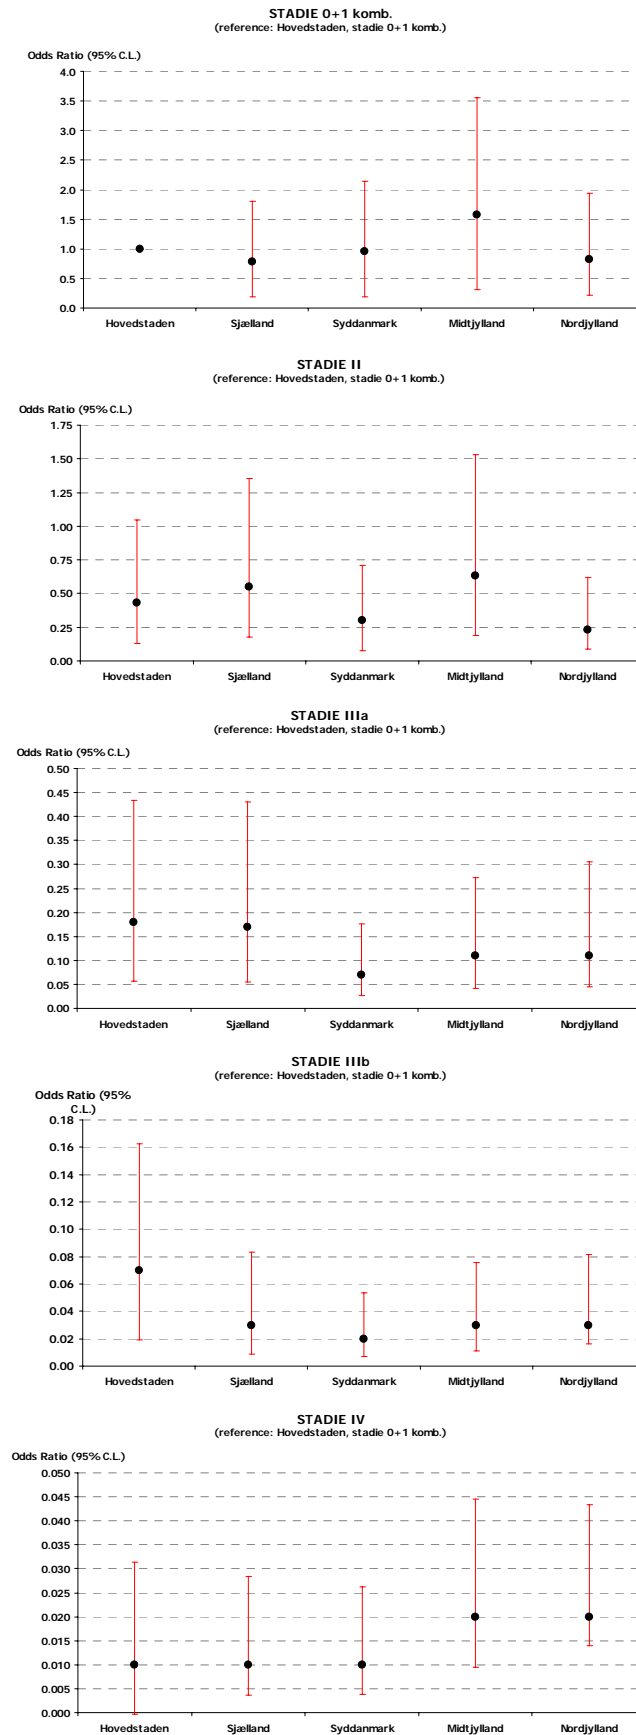 STADIE 0+1 komb.
(reference: Hovedstaden, stadie 0+1 komb.)
Odds Ratio (95% C.L.)
4.0
3.5
3.0
2.5
2.0
1.5
1.0
0.5
0.0
Hovedstaden Sjælland Syddanmark Midtjylland Nordjylland
STADIE II
(reference: Hovedstaden, stadie 0+1 komb.)
Odds Ratio (95% C.L.)
1.75
1.50
1.25
1.00
0.75
0.50
0.25
0.00
Hovedstaden Sjælland Syddanmark Midtjylland Nordjylland
STADIE IIIa
(reference: Hovedstaden, stadie 0+1 komb.)
Odds Ratio (95% C.L.)
0.50
0.45
0.40
0.35
0.30
0.25
0.20
0.15
0.10
0.05
0.00
Hovedstaden Sjælland Syddanmark Midtjylland Nordjylland
STADIE IIIb
(reference: Hovedstaden, stadie 0+1 komb.)
Odds Ratio (95%
C.L.)
0.18
0.16
0.14
0.12
0.10
0.08
0.06
0.04
0.02
0.00
Hovedstaden Sjælland Syddanmark Midtjylland Nordjylland
STADIE IV
(reference: Hovedstaden, stadie 0+1 komb.)
Odds Ratio (95% C.L.)
0.050
0.045
0.040
0.035
0.030
0.025
0.020
0.015
0.010
0.005
0.000
Hovedstaden Sjælland Syddanmark Midtjylland Nordjylland